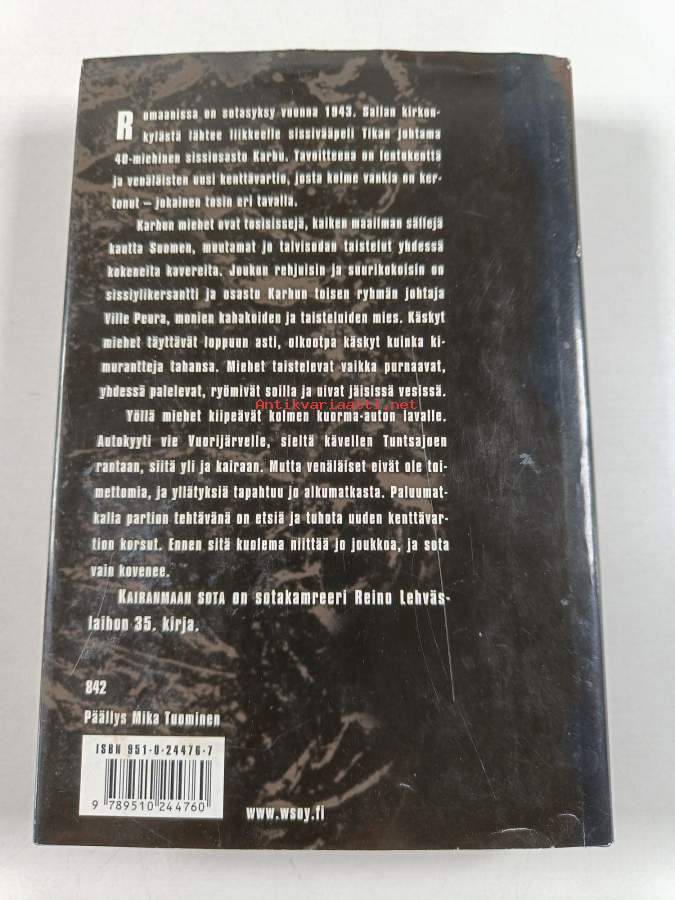 Romaanissa on sotasyksy vuonna 1943. Sallan kirkon-
kylästä lähtee liikkeelle sissivääpeli Tikan johtama
40-miehinen sissiosasto Karhu. Tavoitteena on lentokenttä
ja venäläisten uusi kenttävartio, josta kolme vankia on ker-
tonut – jokainen tosin eri tavalla.
Karhun miehet ovat tosisissejä, kaiken maailman sällejä
kautta Suomen, muutamat jo talvisodan taistelut yhdessä
kokeneita kavereita. Joukon rehjuisin ja suurikokoisin on
sissiylikersantti ja osasto Karhun toisen ryhmän johtaja
Ville Peura, monien kahakoiden ja taisteluiden mies. Käskyt
miehet täyttävät loppuun asti, olkootpa käskyt kuinka ki-
murantteja tahansa. Miehet taistelevat vaikka purnaavat,
yhdessä palelevat, ryömivät soilla ja uivat jäisissä vesissä.
Antikvariaatti.net
Yöllä miehet kiipeävät kolmen kuorma-auton lavalle.
Autokyyti vie Vuorijärvelle, sieltä kävellen Tuntsajoen
rantaan, siitä yli ja kairaan. Mutta venäläiset eivät ole toi-
mettomia, ja yllätyksiä tapahtuu jo alkumatkasta. Paluumat-
kalla partion tehtävänä on etsiä ja tuhota uuden kenttävar-
tion korsut. Ennen sitä kuolema niittää jo joukkoa, ja sota
vain kovenee.
KAIRANMAAN SOTA on sotakamreeri Reino Lehväs-
laihon 35. kirja.
842
Päällys Mika Tuominen
ISBN 951-0-24476-7
9 789510 244760
www.wsoy.fi